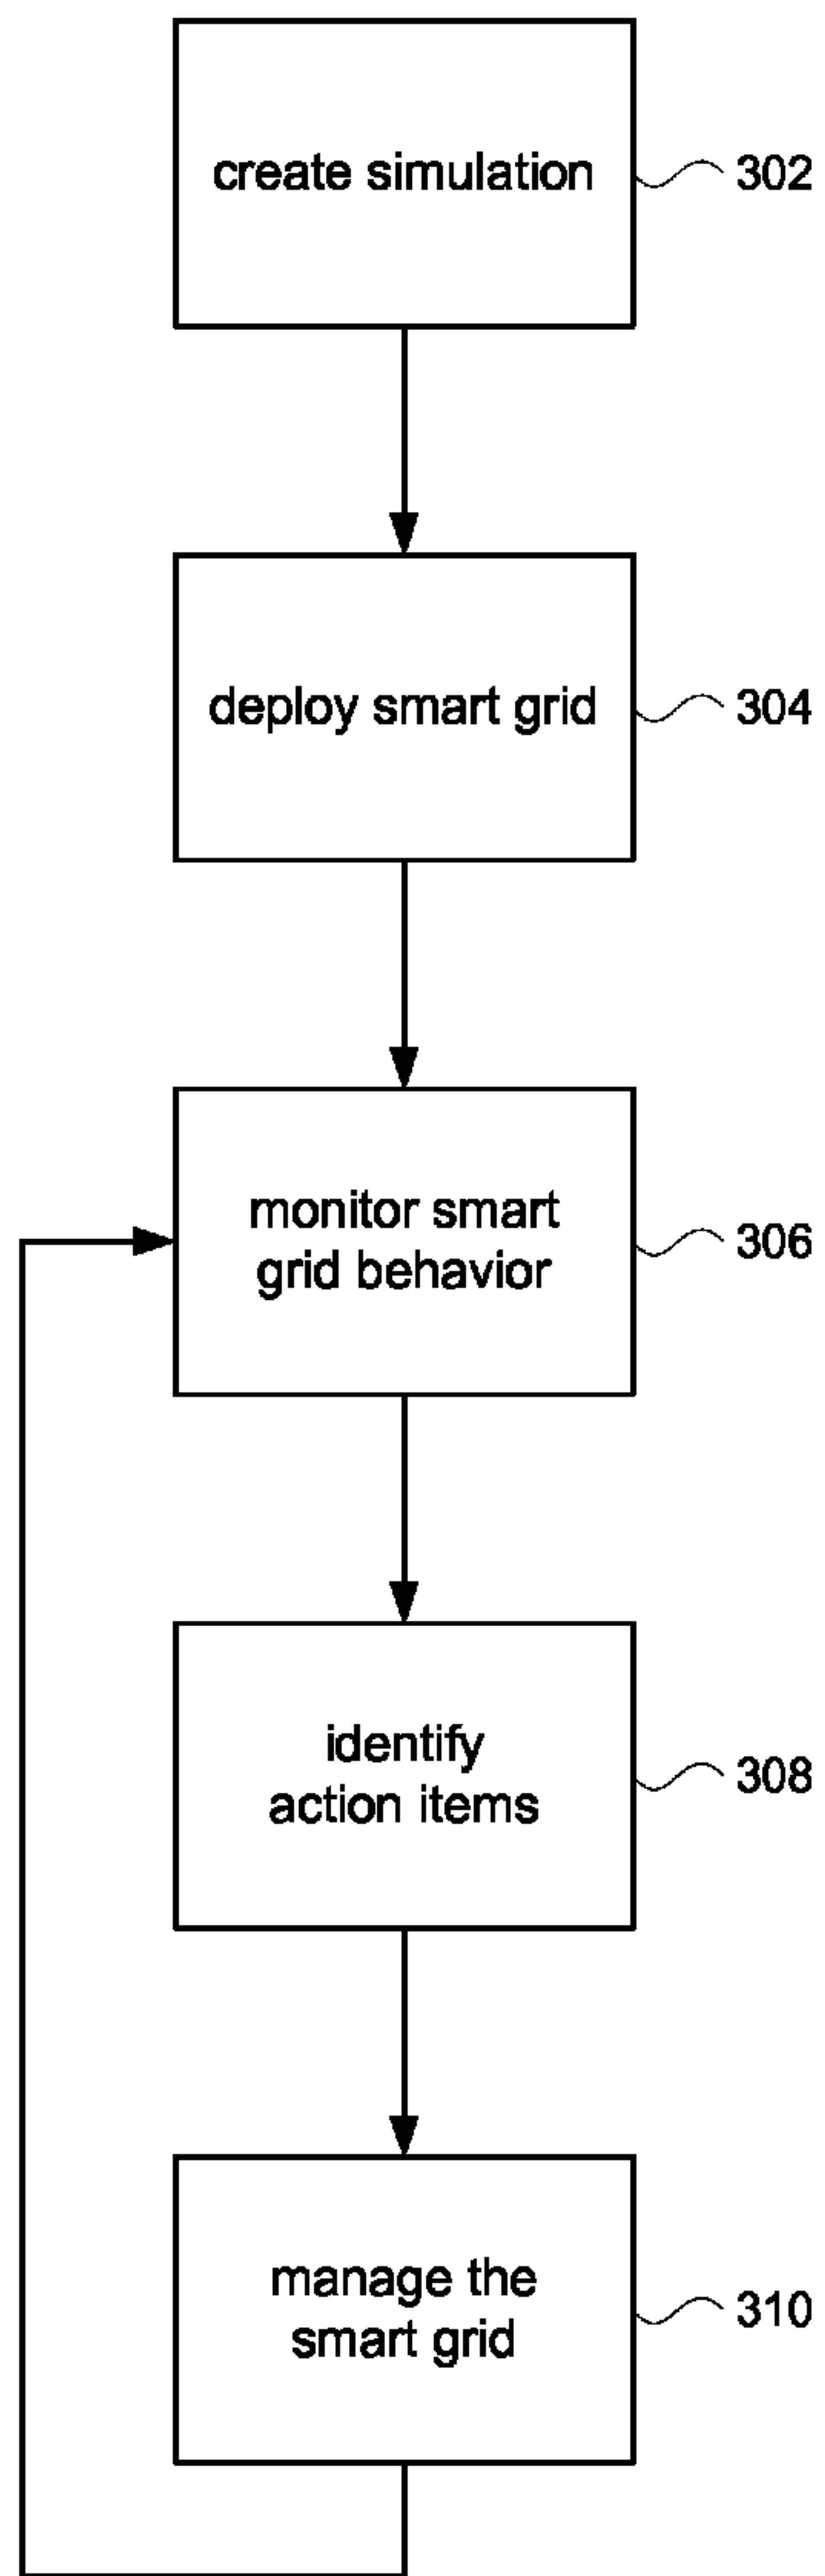 create simulation
302
deploy smart grid
304
monitor smart
grid behavior
306
identify
action items
308
manage the
smart grid
310